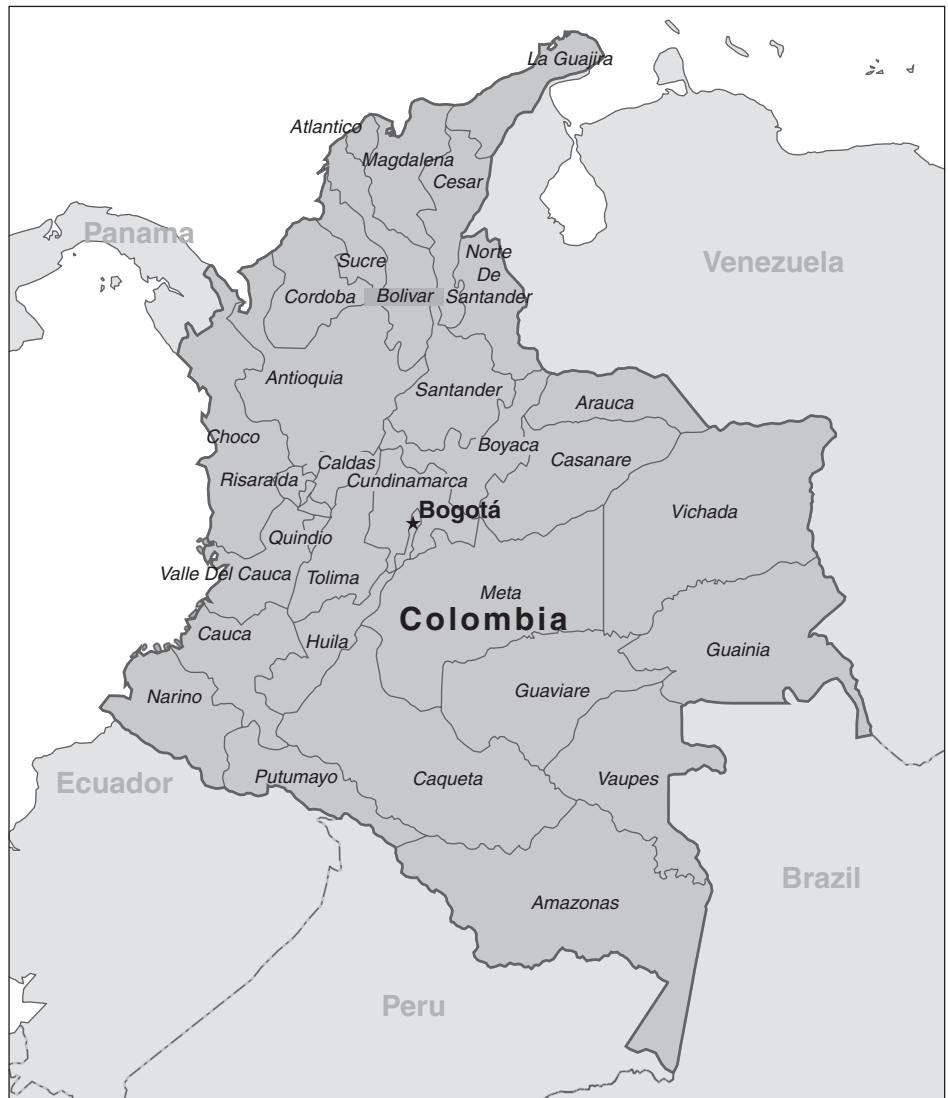 La Guajira
Atlantico
Magdalena
Cesar
Panama
Norte
De
Santander
Venezuela
Sucre
Cordoba
Bolivar
Antioquia
Santander
Arauca
Choco
Boyaca
Casanare
Caldas
Risaralda
Cundinamarca
Bogotá
Vichada
Quindio
Valle Del Cauca
Tolima
Meta
Colombia
Cauca
Huila
Guainia
Narino
Guaviare
Ecuador
Putumayo
Caqueta
Vaupes
Brazil
Amazonas
Peru